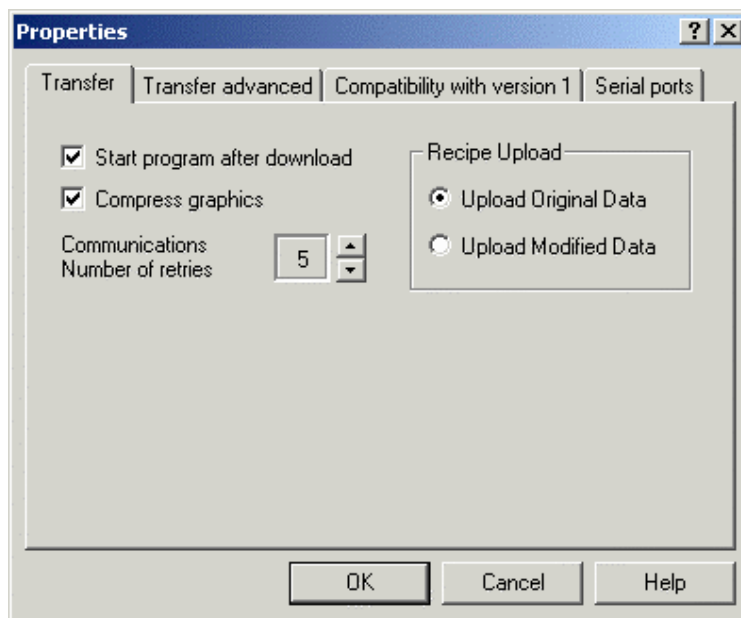 Properties
Transfer
Transfer advanced
Compatibility with version 1
Serial ports
Start program after download
Compress graphics
Communications
Number of retries
5
Recipe Upload
Upload Original Data
Upload Modified Data
OK
Cancel
Help